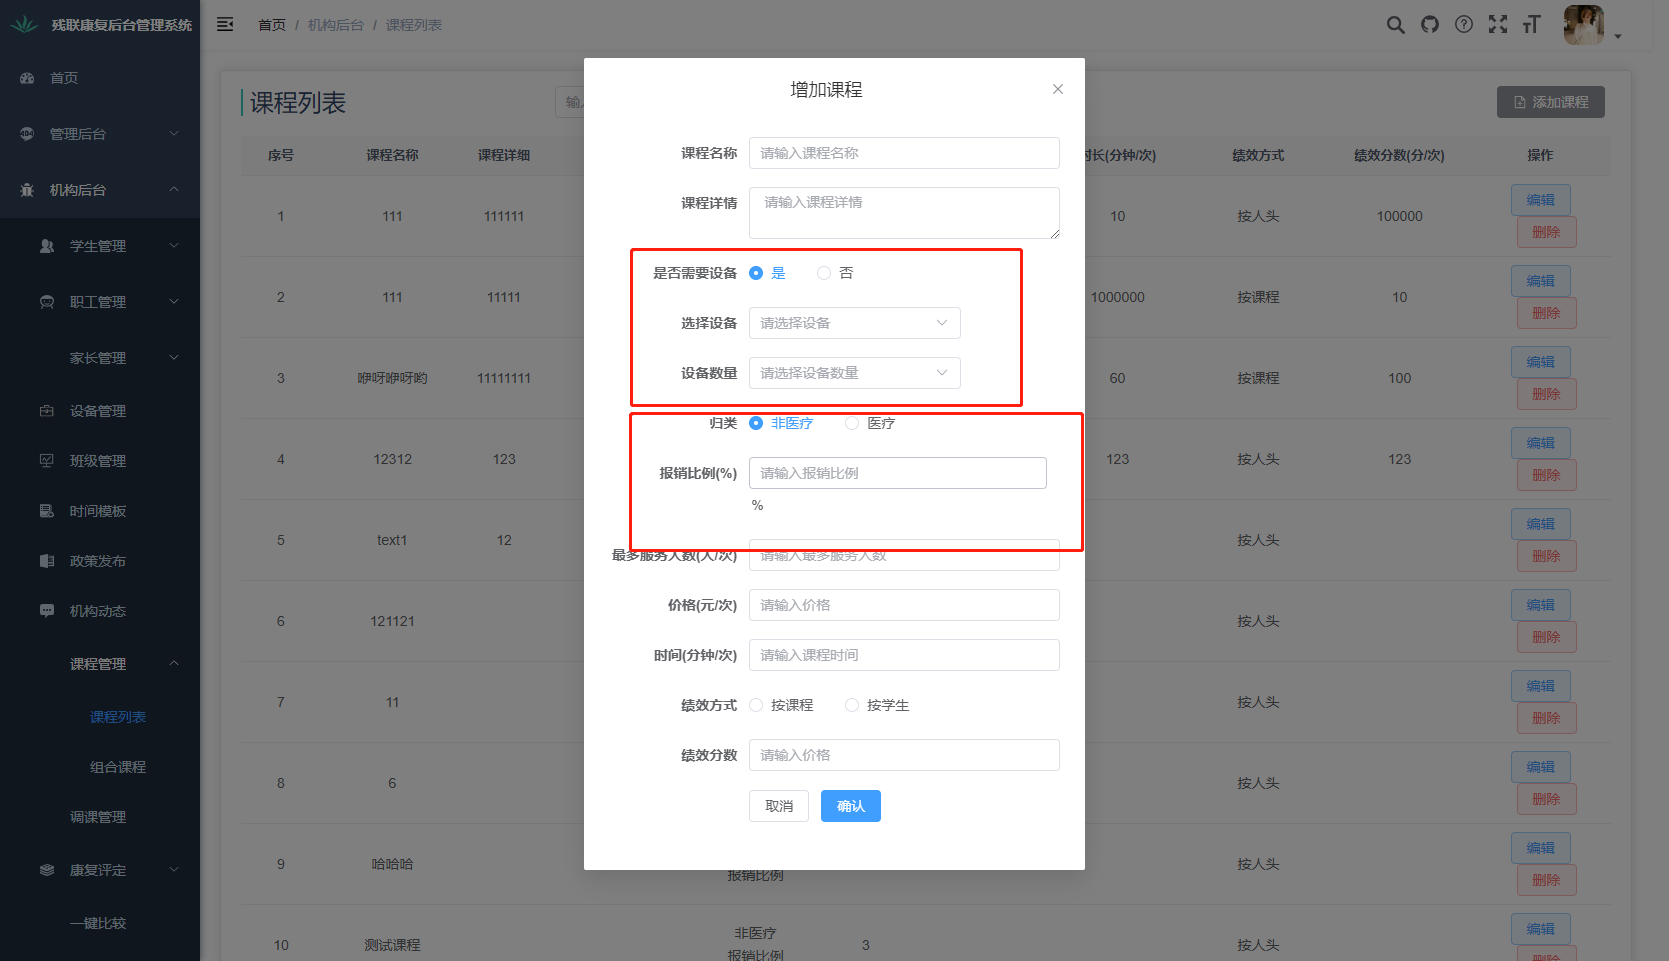 残联康复后台管理系统
首页
管理后台
机构后台
学生管理
职工管理
家长管理
设备管理
班级管理
时间模板
政策发布
机构动态
课程管理
课程列表
组合课程
调课管理
康复评定
一键比较
首页 / 机构后台 / 课程列表
课程列表
输入
添加课程
序号 课程名称 课程详细 时长(分钟/次) 绩效方式 绩效分数(分/次) 操作
1 111 111111 10 按人头 100000 编辑
删除
2 111 11111 1000000 按课程 10 编辑
删除
3 咿呀咿呀哟 11111111 60 按课程 100 编辑
删除
4 12312 123 123 按人头 123 编辑
删除
5 text1 12 按人头 编辑
删除
6 121121 按人头 编辑
删除
7 11 按人头 编辑
删除
8 6 按人头 编辑
删除
9 哈哈哈 报销比例 按人头 编辑
删除
10 测试课程 非医疗 3 按人头 编辑
报销比例 删除
增加课程
课程名称 请输入课程名称
课程详情 请输入课程详情
是否需要设备 是 否
选择设备 请选择设备
设备数量 请选择设备数量
归类 非医疗 医疗
报销比例(%) 请输入报销比例
%
最多服务人数(人/次) 请输入最多服务人数
价格(元/次) 请输入价格
时间(分钟/次) 请输入课程时间
绩效方式 按课程 按学生
绩效分数 请输入价格
取消 确认